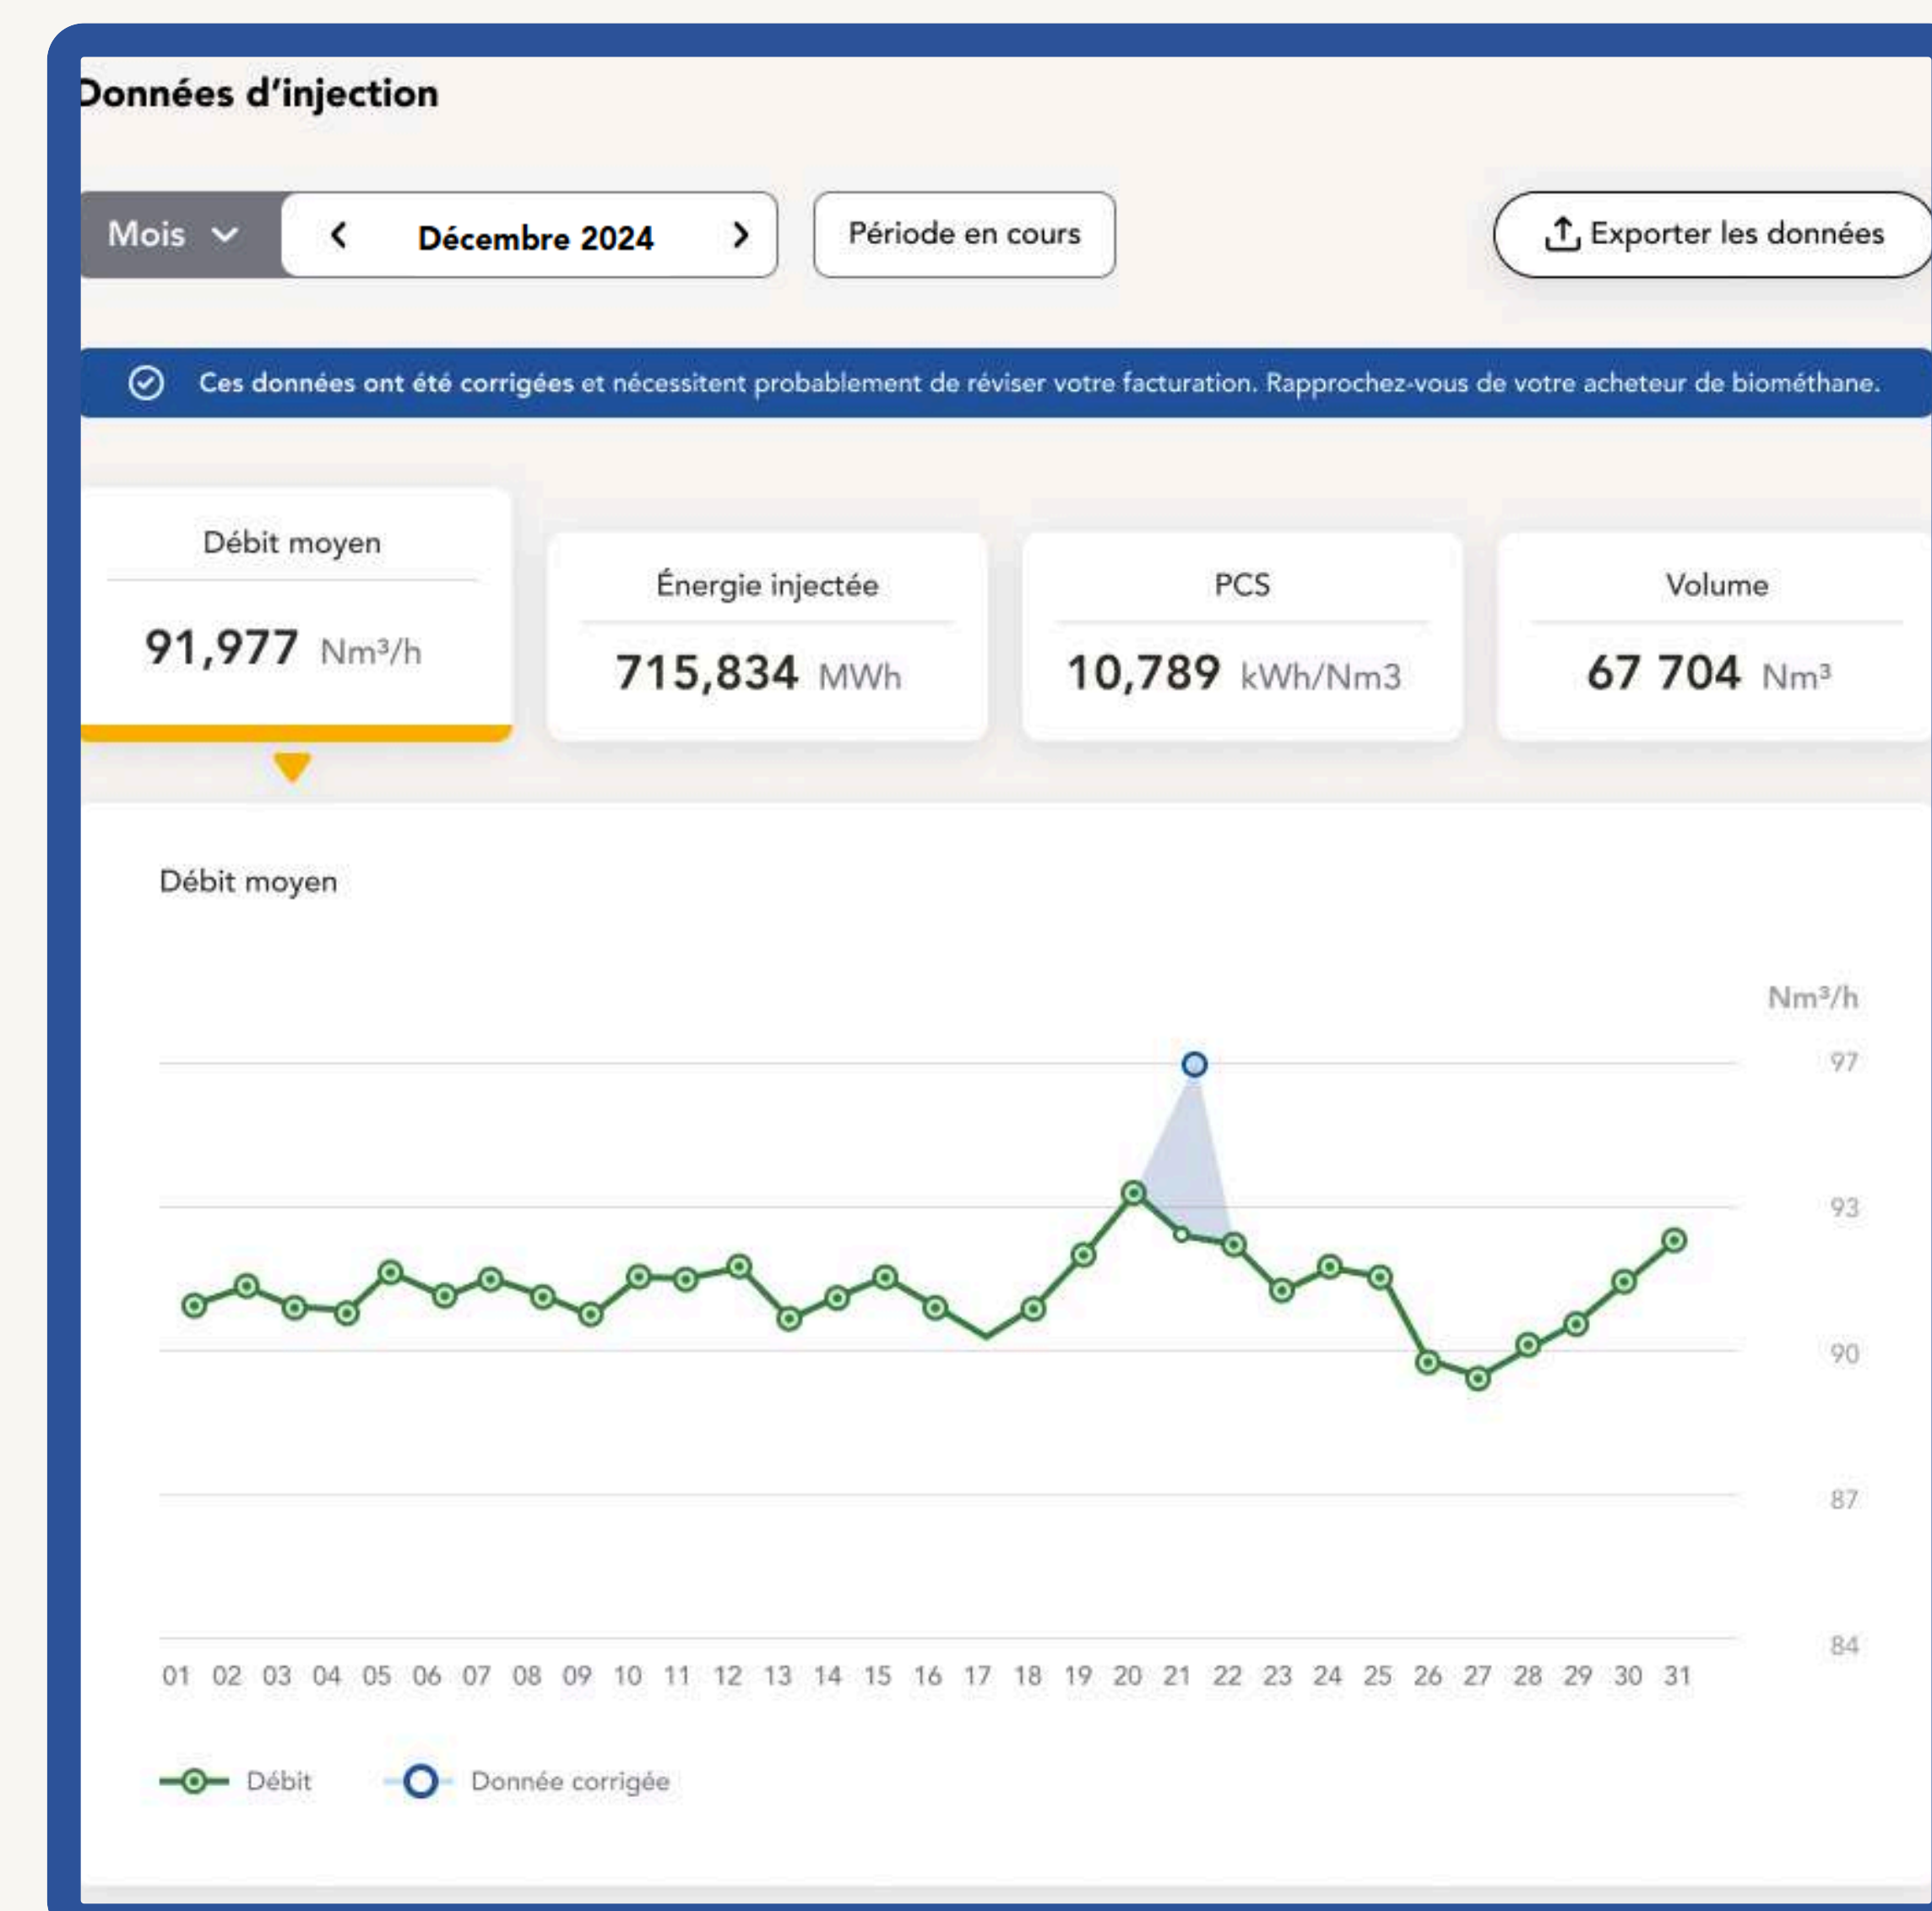 Données d'injection
Mois
Décembre 2024
Période en cours
Exporter les données
Ces données ont été corrigées et nécessitent probablement de réviser votre facturation. Rapprochez-vous de votre acheteur de biométhane.
Débit moyen
91,977 Nm³/h
Énergie injectée
715,834 MWh
PCS
10,789 kWh/Nm3
Volume
67 704 Nm³
Débit moyen
Nm³/h
97
93
90
87
84
01 02 03 04 05 06 07 08 09 10 11 12 13 14 15 16 17 18 19 20 21 22 23 24 25 26 27 28 29 30 31
Débit
Donnée corrigée